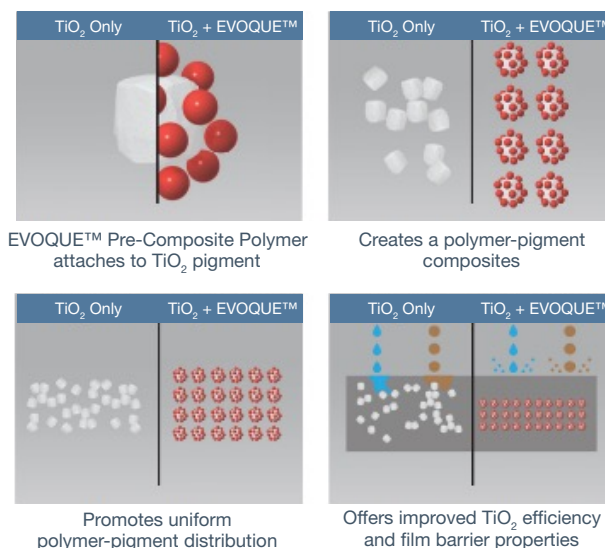 TiO₂ Only
TiO₂ + EVOQUE™
EVOQUE™ Pre-Composite Polymer
attaches to TiO₂ pigment
TiO₂ Only
TiO₂ + EVOQUE™
Creates a polymer-pigment
composites
TiO₂ Only
TiO₂ + EVOQUE™
Promotes uniform
polymer-pigment distribution
TiO₂ Only
TiO₂ + EVOQUE™
Offers improved TiO₂ efficiency
and film barrier properties